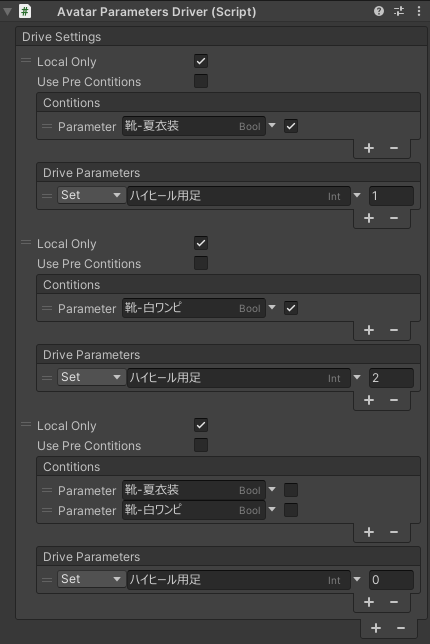 Avatar Parameters Driver (Script)
Drive Settings
Local Only
Use Pre Contitions
Contitions
Parameter 靴-夏衣装 Bool
Drive Parameters
Set ハイヒール用足 Int 1
Local Only
Use Pre Contitions
Contitions
Parameter 靴-白ワンピ Bool
Drive Parameters
Set ハイヒール用足 Int 2
Local Only
Use Pre Contitions
Contitions
Parameter 靴-夏衣装 Bool
Parameter 靴-白ワンピ Bool
Drive Parameters
Set ハイヒール用足 Int 0